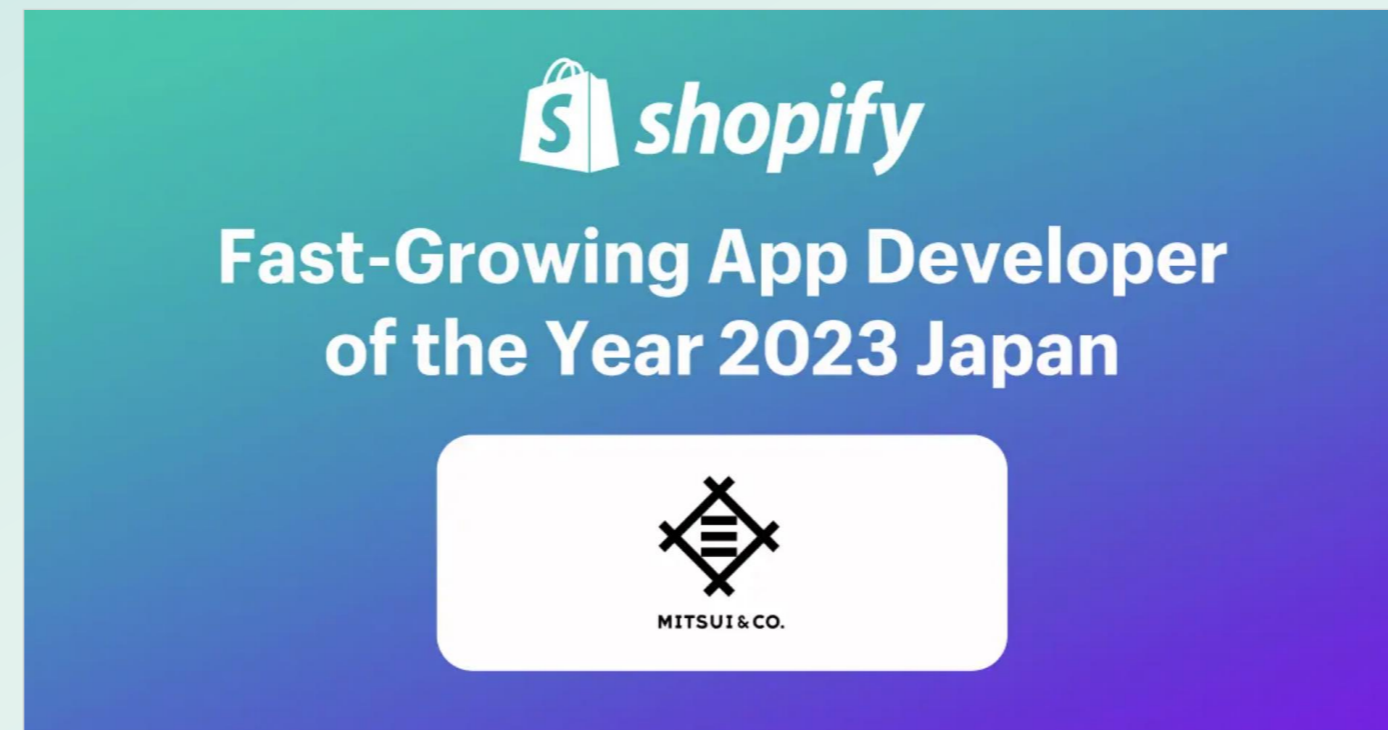 shopify
Fast-Growing App Developer
of the Year 2023 Japan
MITSUI & CO.